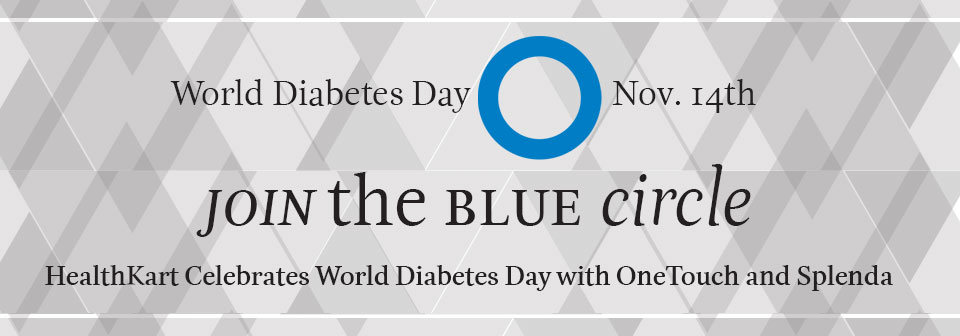 World Diabetes Day Nov. 14th
JOIN the BLUE circle
HealthKart Celebrates World Diabetes Day with OneTouch and Splenda